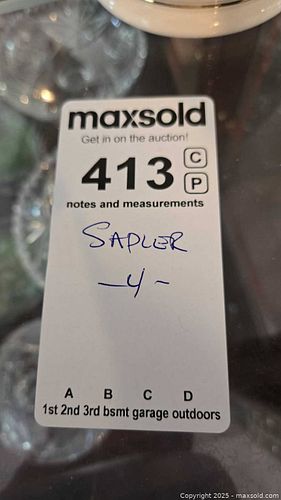 maxsold
Get in on the auction!
413 C
P
notes and measurements
SADLER
-4-
A B C D
1st 2nd 3rd bsmt garage outdoors
Copyright 2025 - maxsold.com